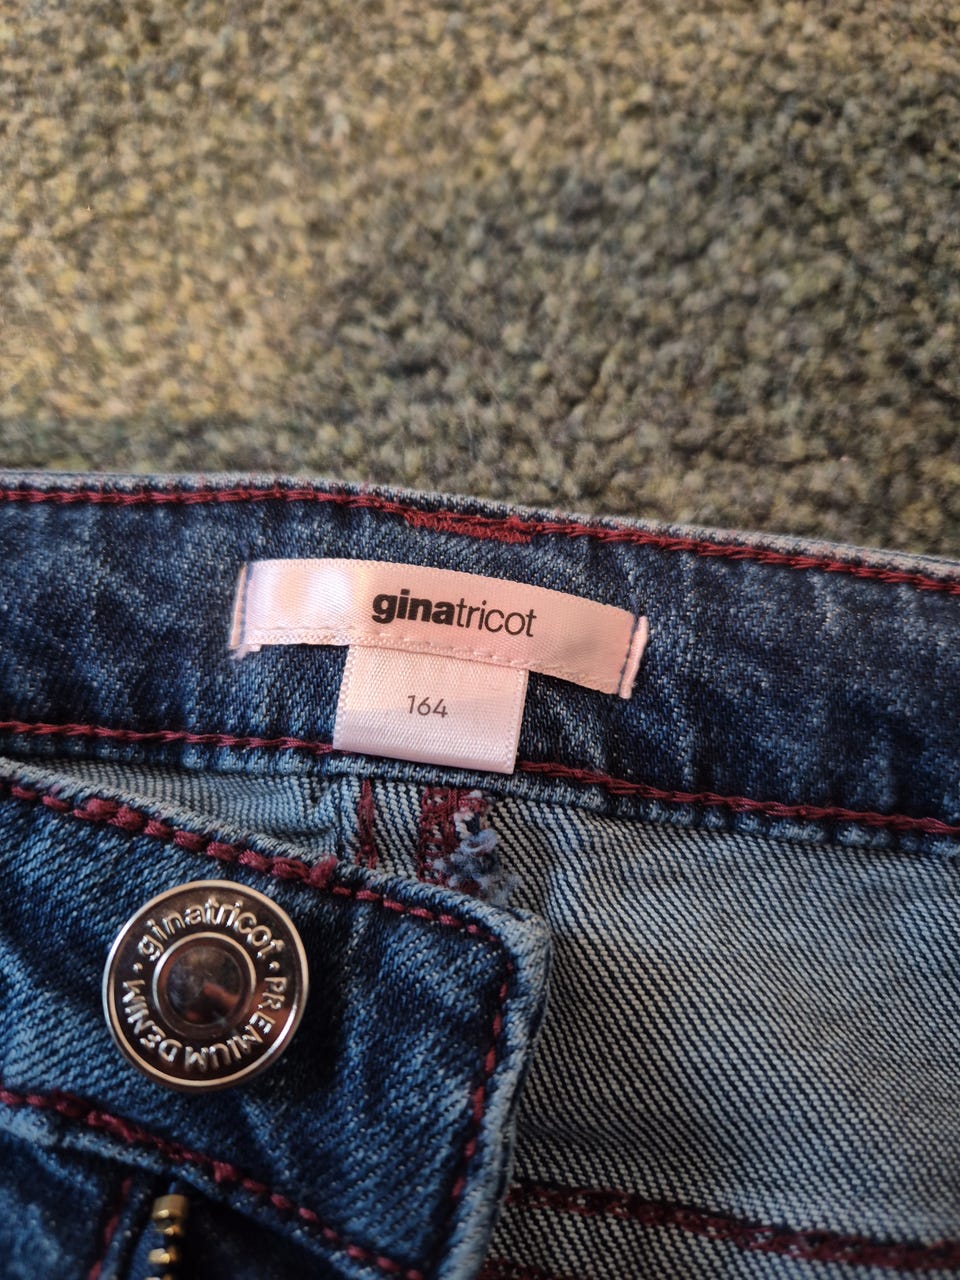 ginatricot
164
ginatricot · PREMIUM DENIM ·